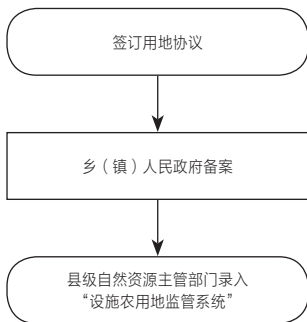 签订用地协议
乡（镇）人民政府备案
县级自然资源主管部门录入
“设施农用地监管系统”